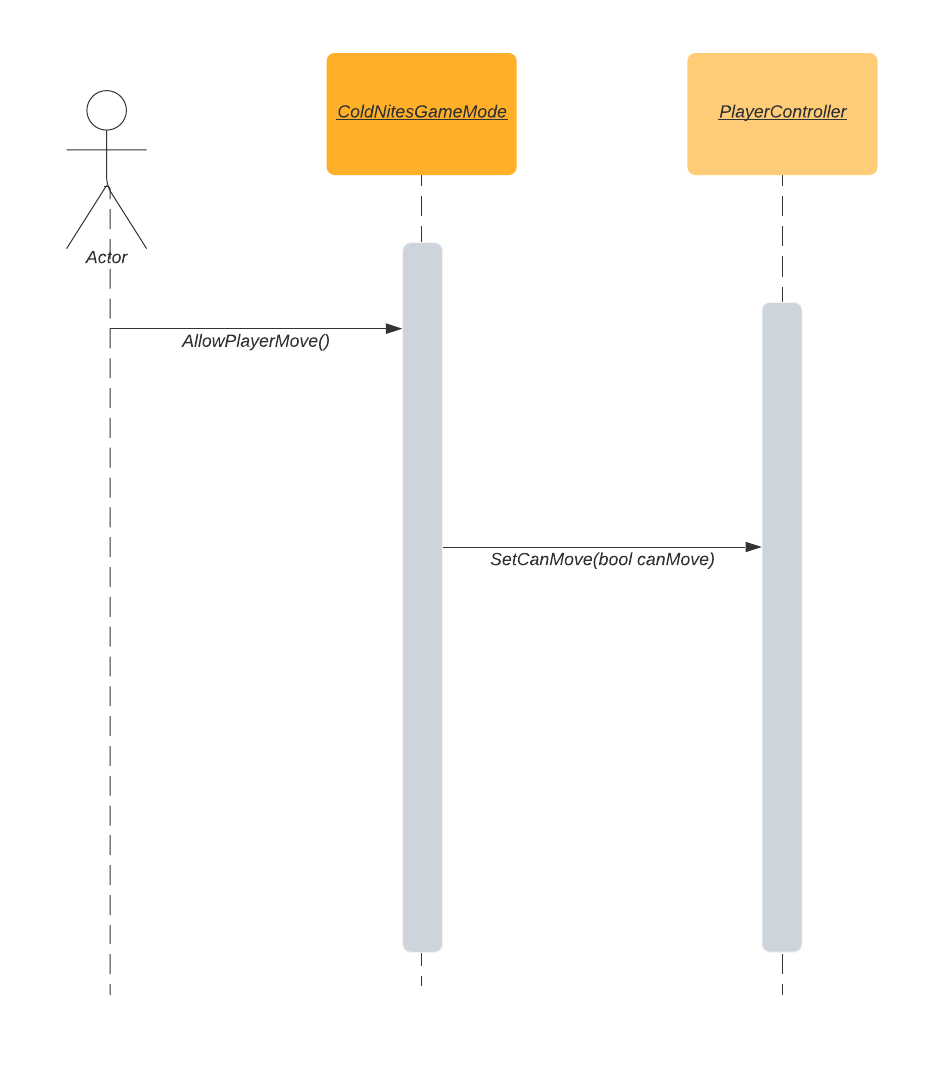 ColdNitesGameMode
PlayerController
Actor
AllowPlayerMove()
SetCanMove(bool canMove)